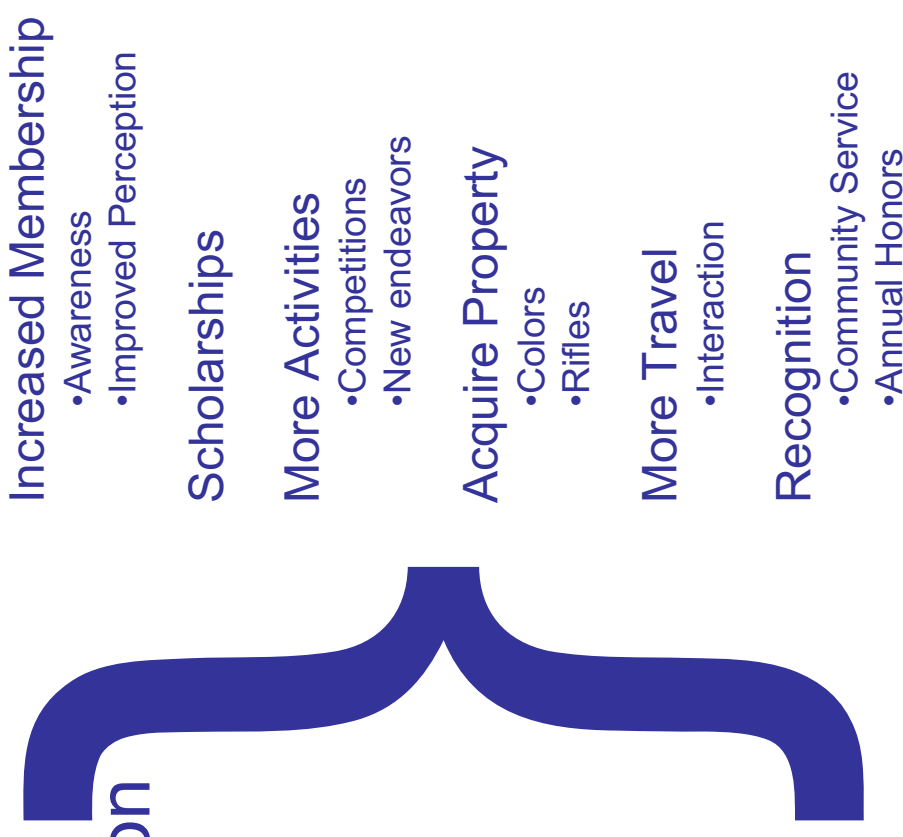 Increased Membership
•Awareness
•Improved Perception
Scholarships
More Activities
•Competitions
•New endeavors
Acquire Property
•Colors
•Rifles
More Travel
•Interaction
Recognition
•Community Service
•Annual Honors
on